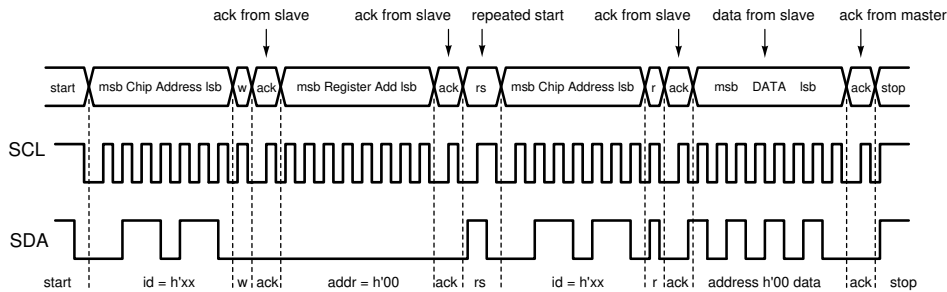 ack from slave ack from slave repeated start ack from slave data from slave ack from master
start msb Chip Address lsb w ack msb Register Add lsb ack rs msb Chip Address lsb r ack msb DATA lsb ack stop
SCL
SDA
start id = h'xx w ack addr = h'00 ack rs id = h'xx r ack address h'00 data ack stop